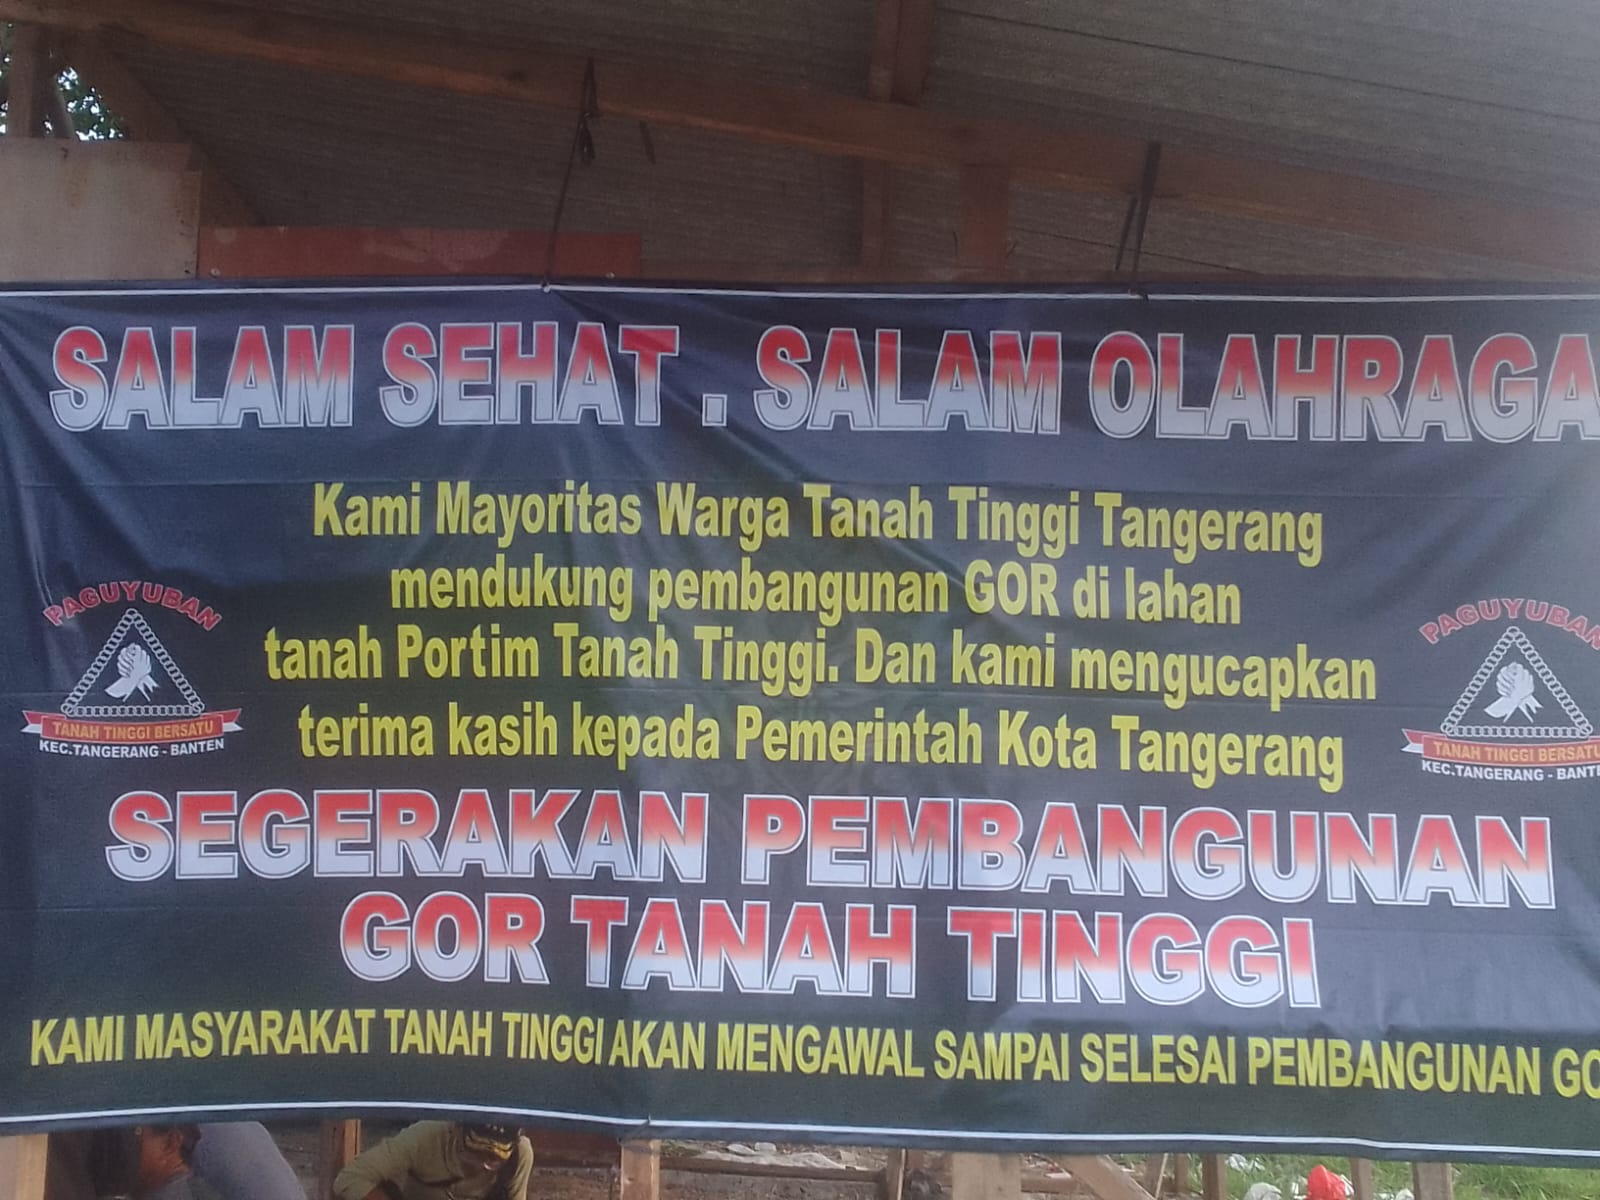 SALAM SEHAT . SALAM OLAHRAGA
Kami Mayoritas Warga Tanah Tinggi Tangerang
mendukung pembangunan GOR di lahan
tanah Portim Tanah Tinggi. Dan kami mengucapkan
terima kasih kepada Pemerintah Kota Tangerang
PAGUYUBAN
TANAH TINGGI BERSATU
KEC.TANGERANG - BANTEN
PAGUYUBAN
TANAH TINGGI BERSATU
KEC.TANGERANG - BANTEN
SEGERAKAN PEMBANGUNAN
GOR TANAH TINGGI
KAMI MASYARAKAT TANAH TINGGI AKAN MENGAWAL SAMPAI SELESAI PEMBANGUNAN GO